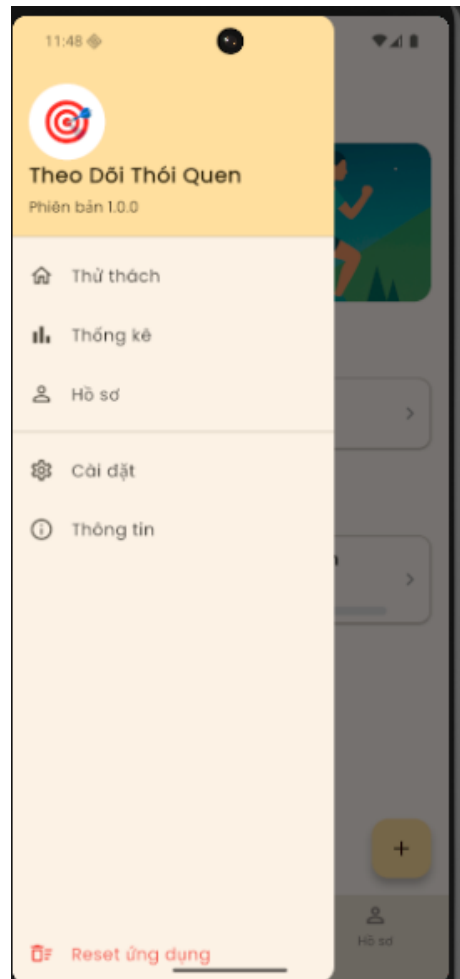 11:48
Theo Dõi Thói Quen
Phiên bản 1.0.0
Thử thách
Thống kê
Hồ sơ
Cài đặt
Thông tin
Reset ứng dụng
Hồ sơ